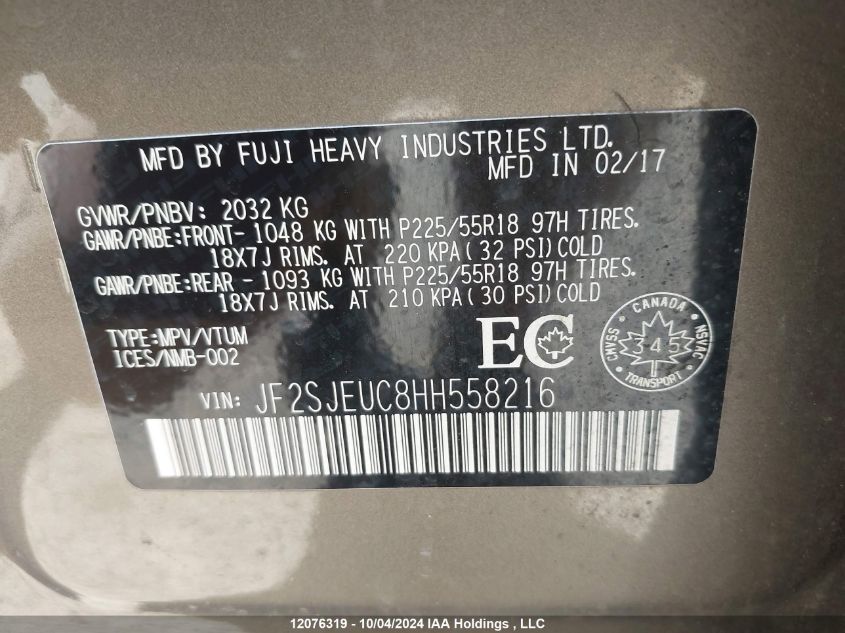 MFD BY FUJI HEAVY INDUSTRIES LTD.
MFD IN 02/17
GVWR/PNBV: 2032 KG
GAWR/PNBE:FRONT- 1048 KG WITH P225/55R18 97H TIRES.
18X7J RIMS. AT 220 KPA(32 PSI)COLD
GAWR/PNBE:REAR - 1093 KG WITH P225/55R18 97H TIRES.
18X7J RIMS. AT 210 KPA(30 PSI)COLD
TYPE:MPV/VTUM
ICES/NMB-002
EC
CANADA
CMVSS 345 NSVAC
TRANSPORT
VIN: JF2SJEUC8HH558216
12076319 - 10/04/2024 IAA Holdings , LLC